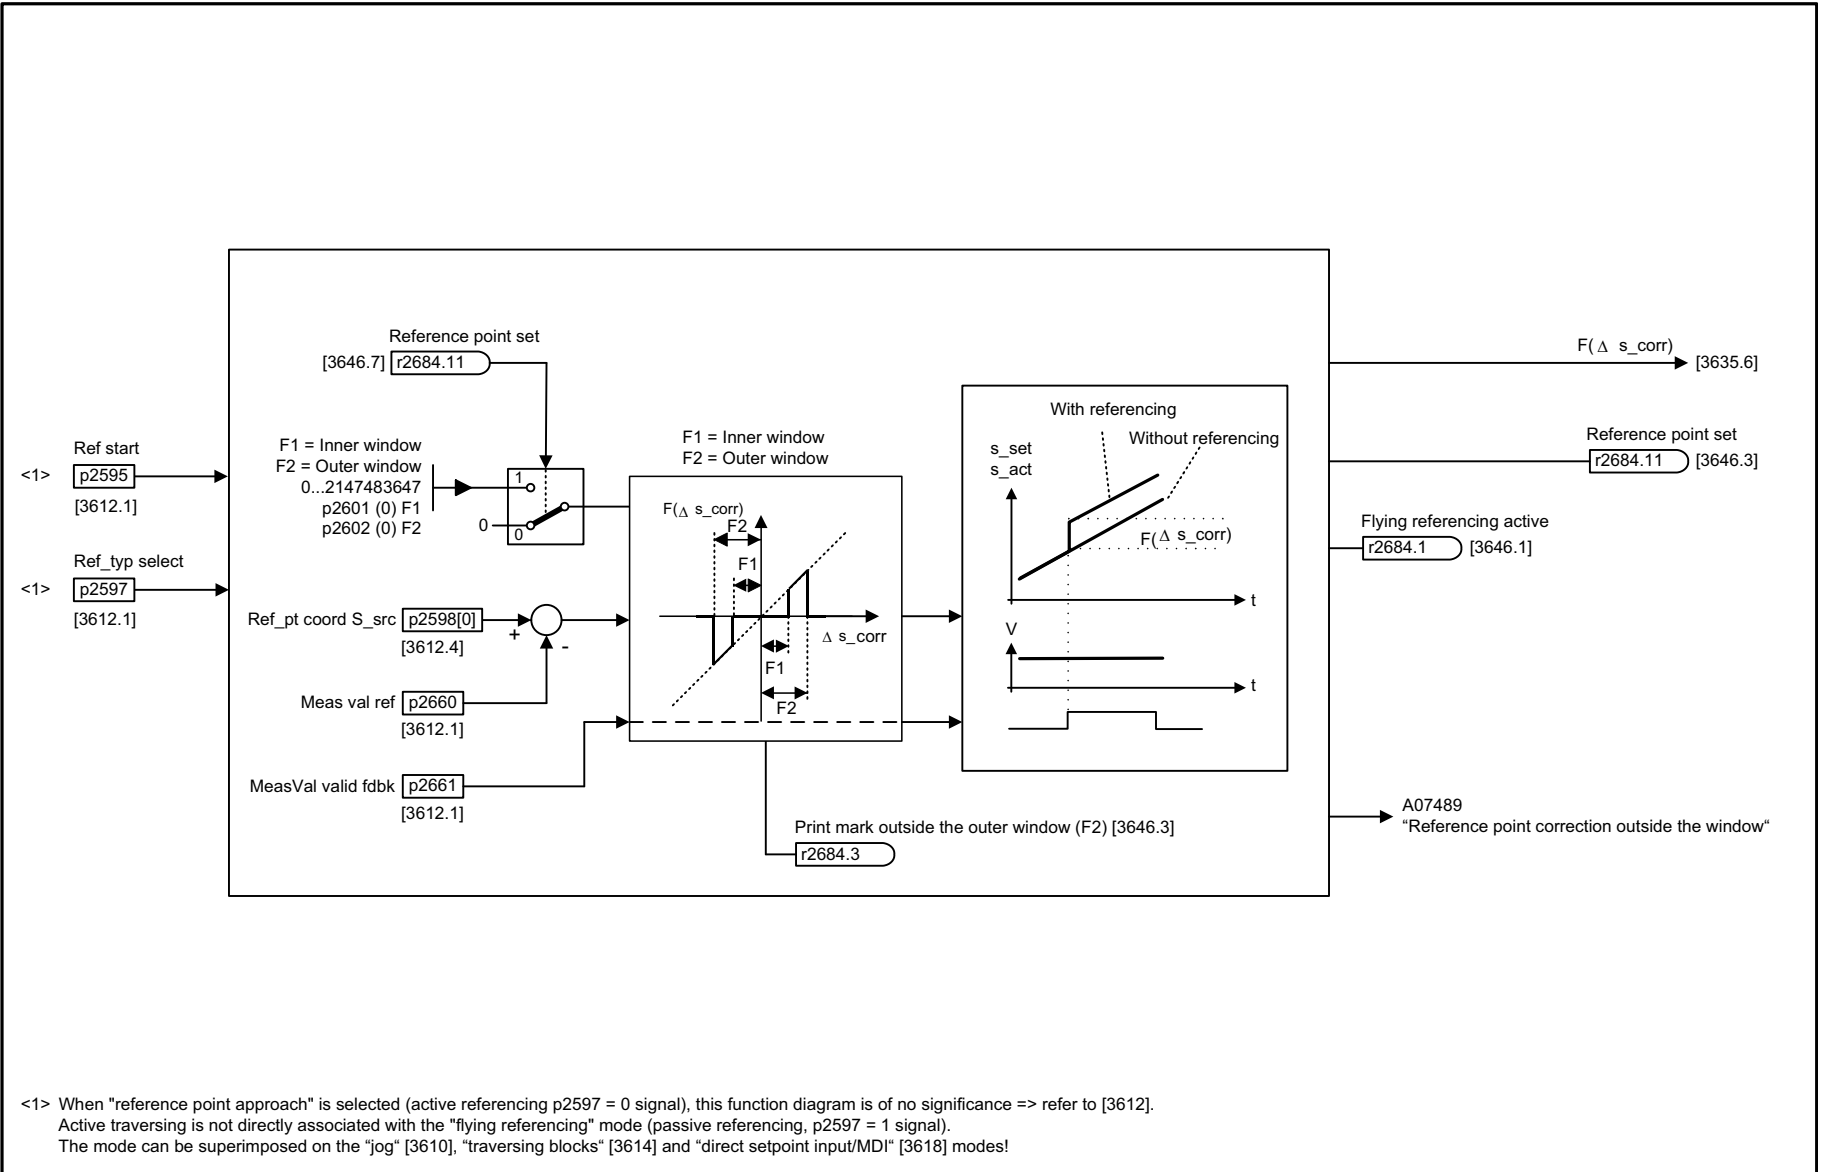 Reference point set
[3646.7] r2684.11
F1 = Inner window
F2 = Outer window
0...2147483647
p2601 (0) F1
p2602 (0) F2
1
0
0
Ref start
<1> p2595
[3612.1]
Ref_typ select
<1> p2597
[3612.1]
Ref_pt coord S_src p2598[0]
[3612.4]
+
-
Meas val ref p2660
[3612.1]
MeasVal valid fdbk p2661
[3612.1]
F1 = Inner window
F2 = Outer window
F(Δ s_corr)
F2
F1
Δ s_corr
F1
F2
Print mark outside the outer window (F2) [3646.3]
r2684.3
With referencing
Without referencing
s_set
s_act
F(Δ s_corr)
t
V
t
F(Δ s_corr)
[3635.6]
Reference point set
r2684.11 [3646.3]
Flying referencing active
r2684.1 [3646.1]
A07489
“Reference point correction outside the window“
<1> When "reference point approach" is selected (active referencing p2597 = 0 signal), this function diagram is of no significance => refer to [3612].
Active traversing is not directly associated with the "flying referencing" mode (passive referencing, p2597 = 1 signal).
The mode can be superimposed on the “jog“ [3610], “traversing blocks“ [3614] and “direct setpoint input/MDI“ [3618] modes!